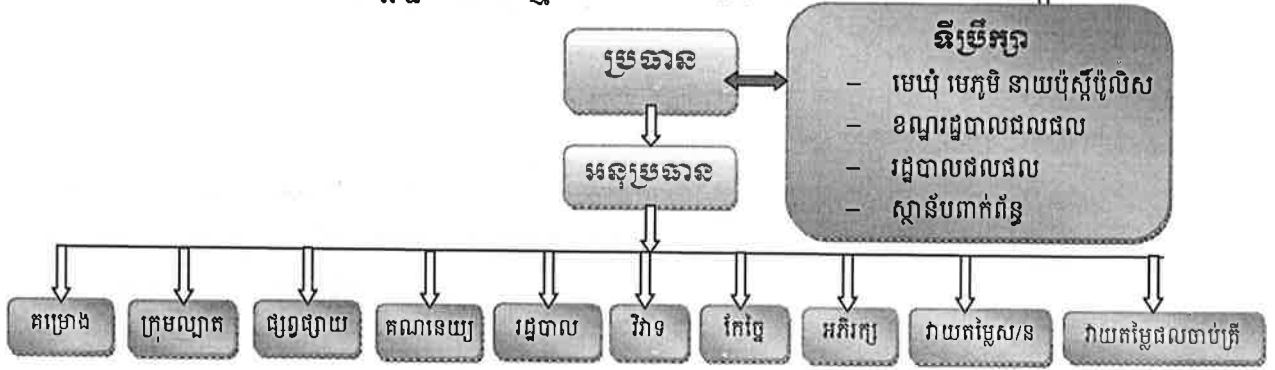 ប្រធាន
ទីប្រឹក្សា
– មេឃុំ មេភូមិ នាយប៉ុស្តិ៍ប៉ូលិស
– ខណ្ឌរដ្ឋបាលជលផល
– រដ្ឋបាលជលផល
– ស្ថាប័នពាក់ព័ន្ធ
អនុប្រធាន
គម្រោង
ក្រុមល្បាត
ផ្សព្វផ្សាយ
គណនេយ្យ
រដ្ឋបាល
វិវាទ
កែច្នៃ
អភិរក្ស
វាយតម្លៃស/ន
វាយតម្លៃផលចាប់ត្រី